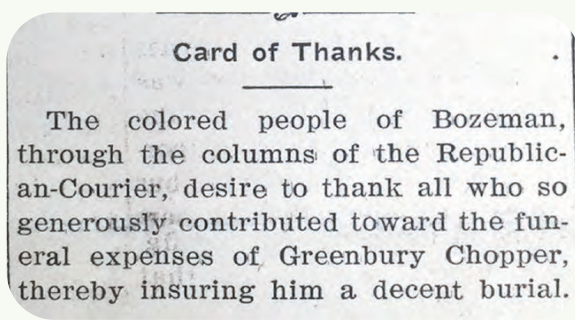 Card of Thanks.
The colored people of Bozeman,
through the columns of the Republic-
an-Courier, desire to thank all who so
generously contributed toward the fun-
eral expenses of Greenbury Chopper,
thereby insuring him a decent burial.